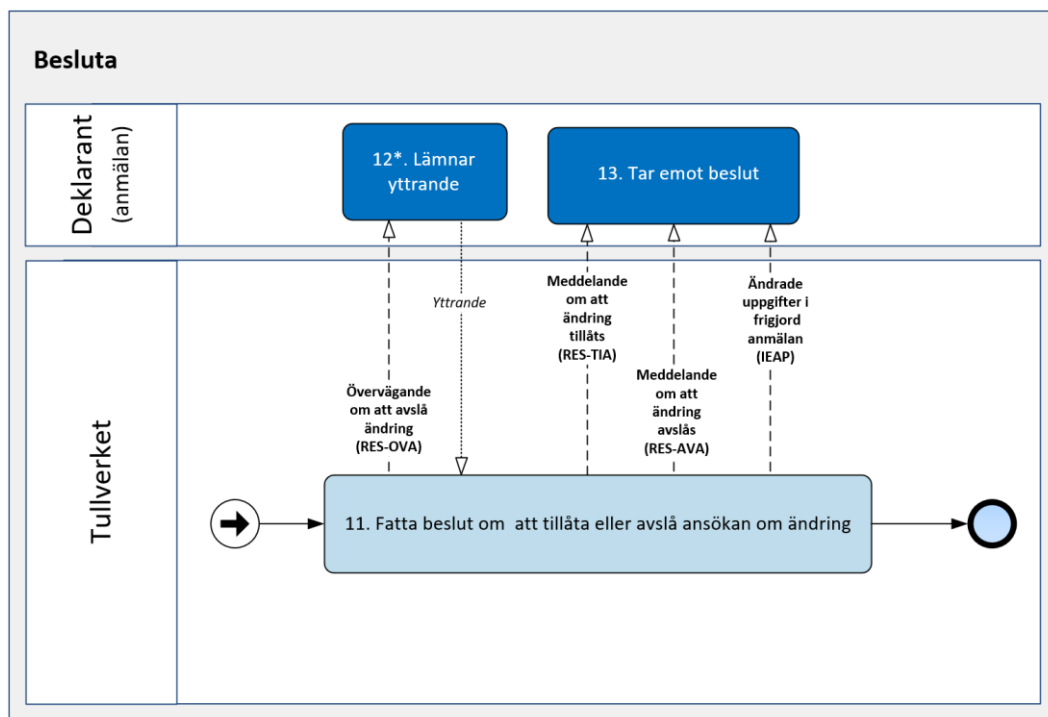 Besluta
Deklarant
(anmälan)
12*. Lämnar
yttrande
13. Tar emot beslut
Tullverket
Övervägande
om att avslå
ändring
(RES-OVA)
Yttrande
Meddelande
om att
ändring
tillåts
(RES-TIA)
Meddelande
om att
ändring
avslås
(RES-AVA)
Ändrade
uppgifter i
frigjord
anmälan
(IEAP)
11. Fatta beslut om  att tillåta eller avslå ansökan om ändring